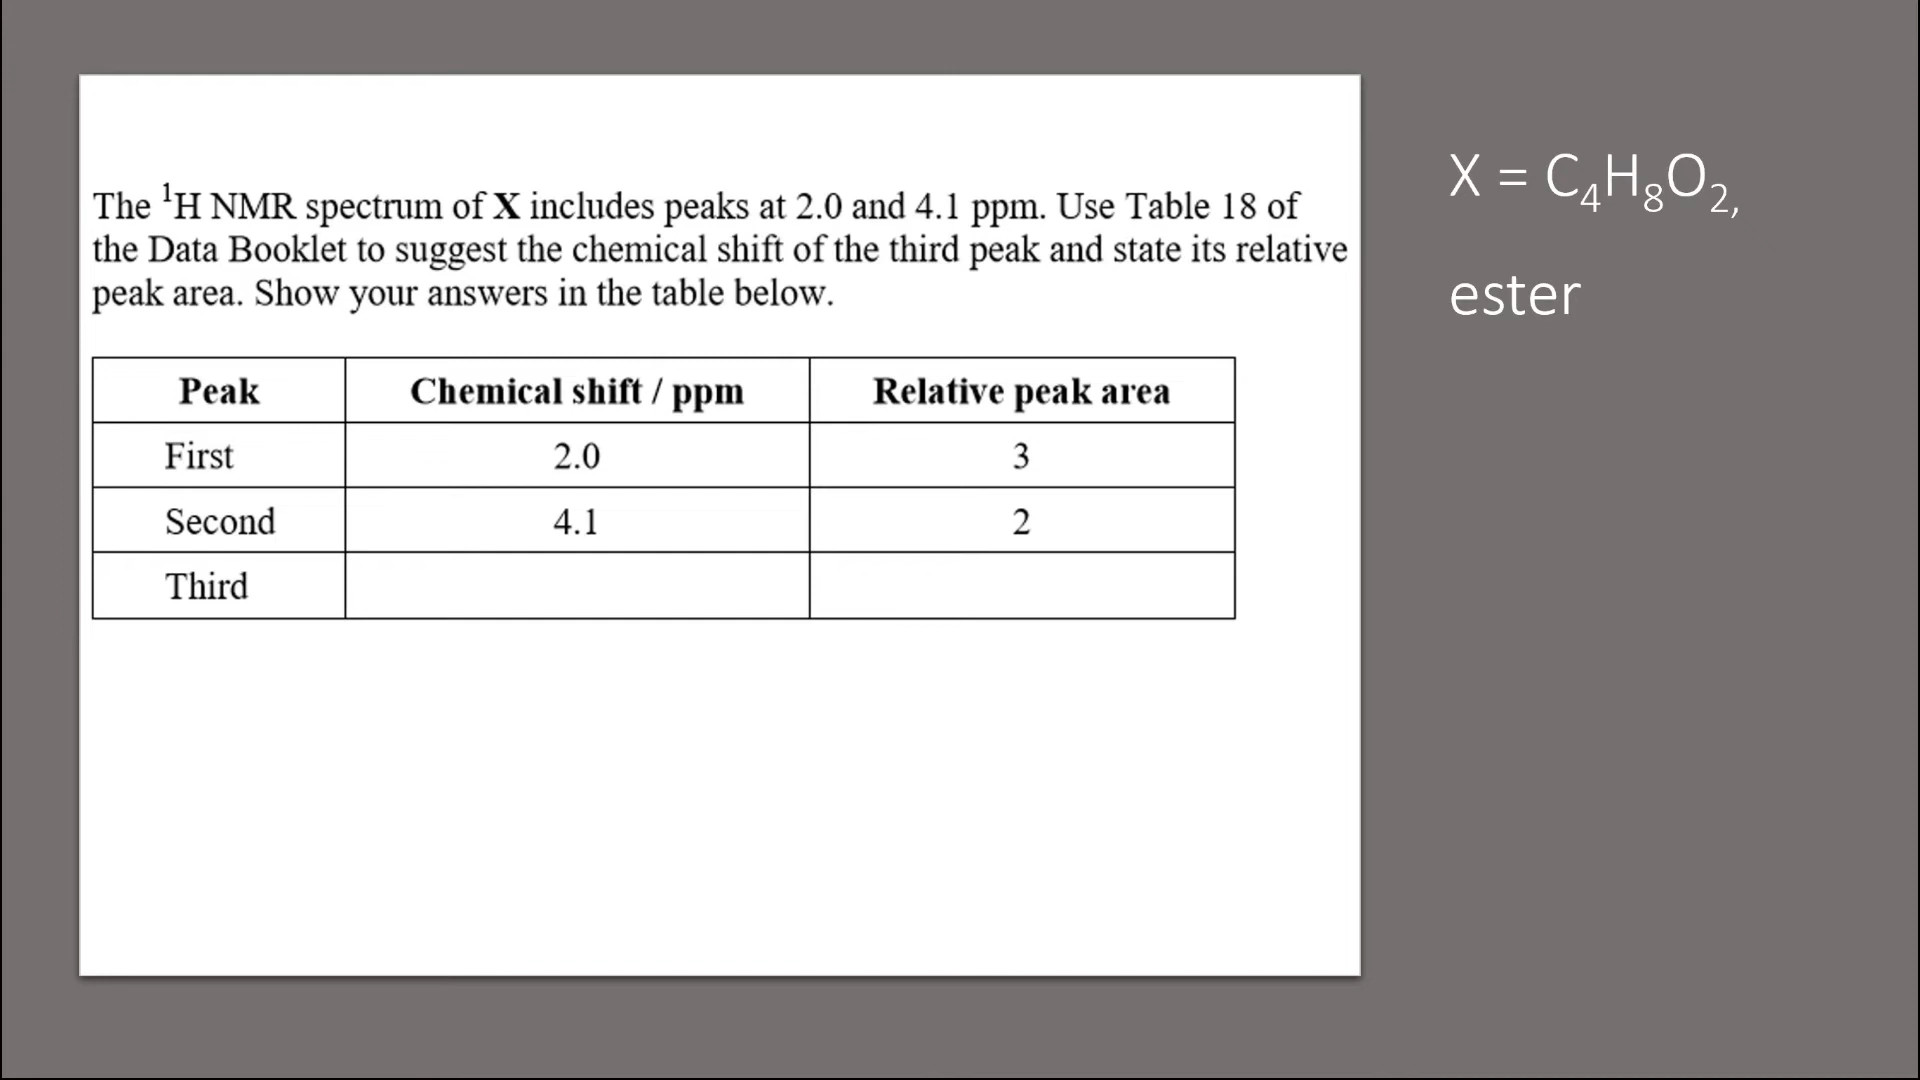 The ¹H NMR spectrum of X includes peaks at 2.0 and 4.1 ppm. Use Table 18 of
the Data Booklet to suggest the chemical shift of the third peak and state its relative
peak area. Show your answers in the table below.
Peak Chemical shift / ppm Relative peak area
First 2.0 3
Second 4.1 2
Third
X = C₄H₈O₂,
ester